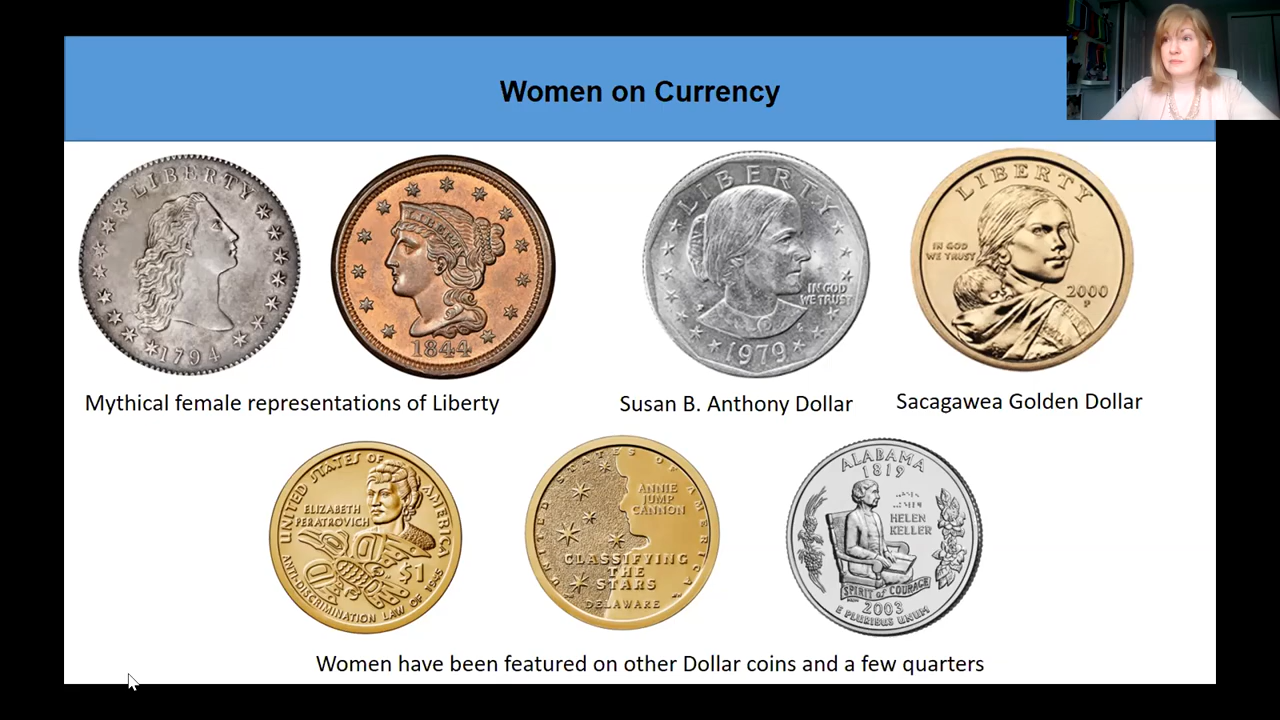 Women on Currency
LIBERTY
1794
LIBERTY
1844
LIBERTY
IN GOD
WE TRUST
1979
LIBERTY
IN GOD
WE TRUST
2000
P
Mythical female representations of Liberty
Susan B. Anthony Dollar
Sacagawea Golden Dollar
UNITED STATES OF AMERICA
ELIZABETH
PERATROVICH
$1
ANTI-DISCRIMINATION LAW OF 1945
UNITED STATES OF AMERICA
ANNIE
JUMP
CANNON
CLASSIFYING
THE
STARS
DELAWARE
ALABAMA
1819
HELEN
KELLER
SPIRIT of COURAGE
2003
E PLURIBUS UNUM
Women have been featured on other Dollar coins and a few quarters